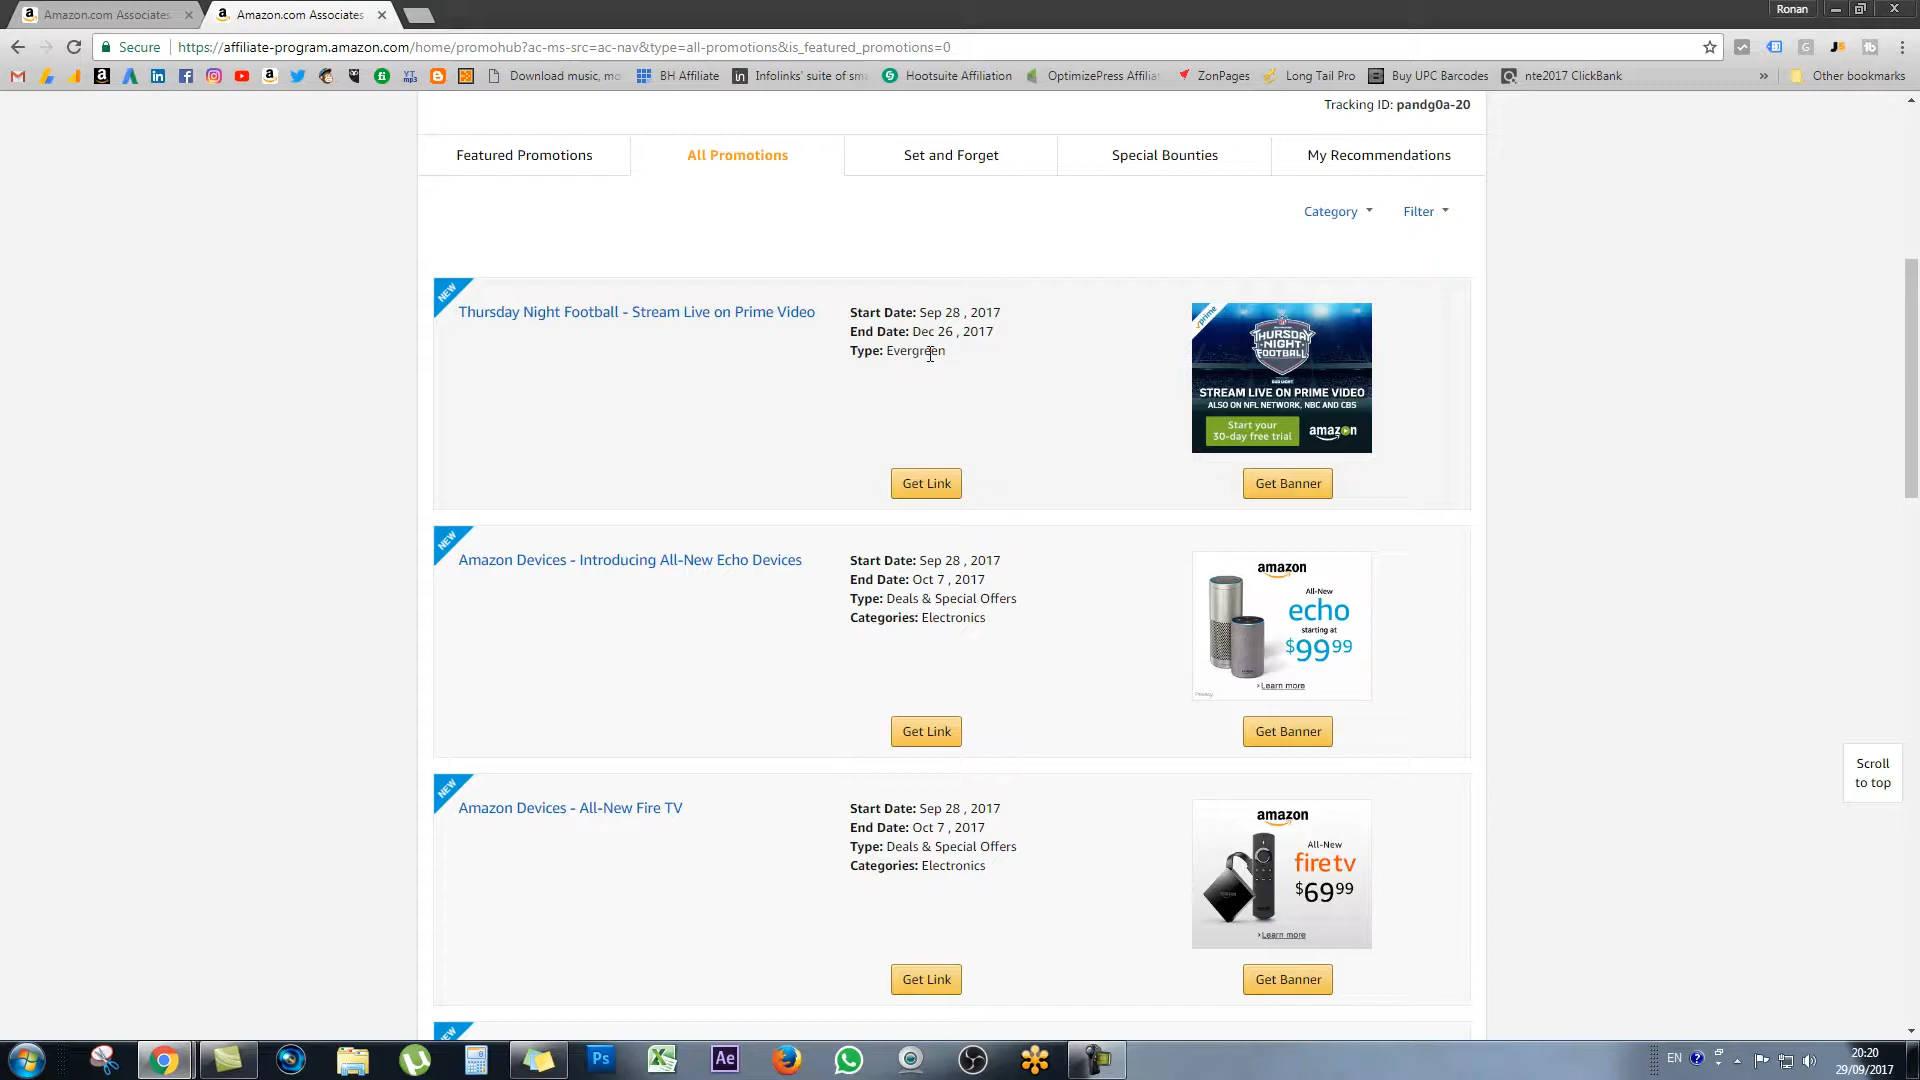 Amazon.com Associates
Amazon.com Associates
Ronan
Secure
https://affiliate-program.amazon.com/home/promohub?ac-ms-src=ac-nav&type=all-promotions&is_featured_promotions=0
Download music, mo
BH Affiliate
Infolinks' suite of sm
Hootsuite Affiliation
OptimizePress Affilia
ZonPages
Long Tail Pro
Buy UPC Barcodes
nte2017 ClickBank
»
Other bookmarks
Tracking ID: pandg0a-20
Featured Promotions
All Promotions
Set and Forget
Special Bounties
My Recommendations
Category
Filter
NEW
Thursday Night Football - Stream Live on Prime Video
Start Date: Sep 28 , 2017
End Date: Dec 26 , 2017
Type: Evergreen
prime
THURSDAY
NIGHT
FOOTBALL
STREAM LIVE ON PRIME VIDEO
ALSO ON NFL NETWORK, NBC AND CBS
Start your
30-day free trial
amazon
Get Link
Get Banner
NEW
Amazon Devices - Introducing All-New Echo Devices
Start Date: Sep 28 , 2017
End Date: Oct 7 , 2017
Type: Deals & Special Offers
Categories: Electronics
amazon
All-New
echo
starting at
$99 99
› Learn more
Privacy
Get Link
Get Banner
NEW
Amazon Devices - All-New Fire TV
Start Date: Sep 28 , 2017
End Date: Oct 7 , 2017
Type: Deals & Special Offers
Categories: Electronics
amazon
All-New
fire tv
$69 99
› Learn more
Get Link
Get Banner
NEW
Scroll
to top
Ps
Ae
EN
20:20
29/09/2017